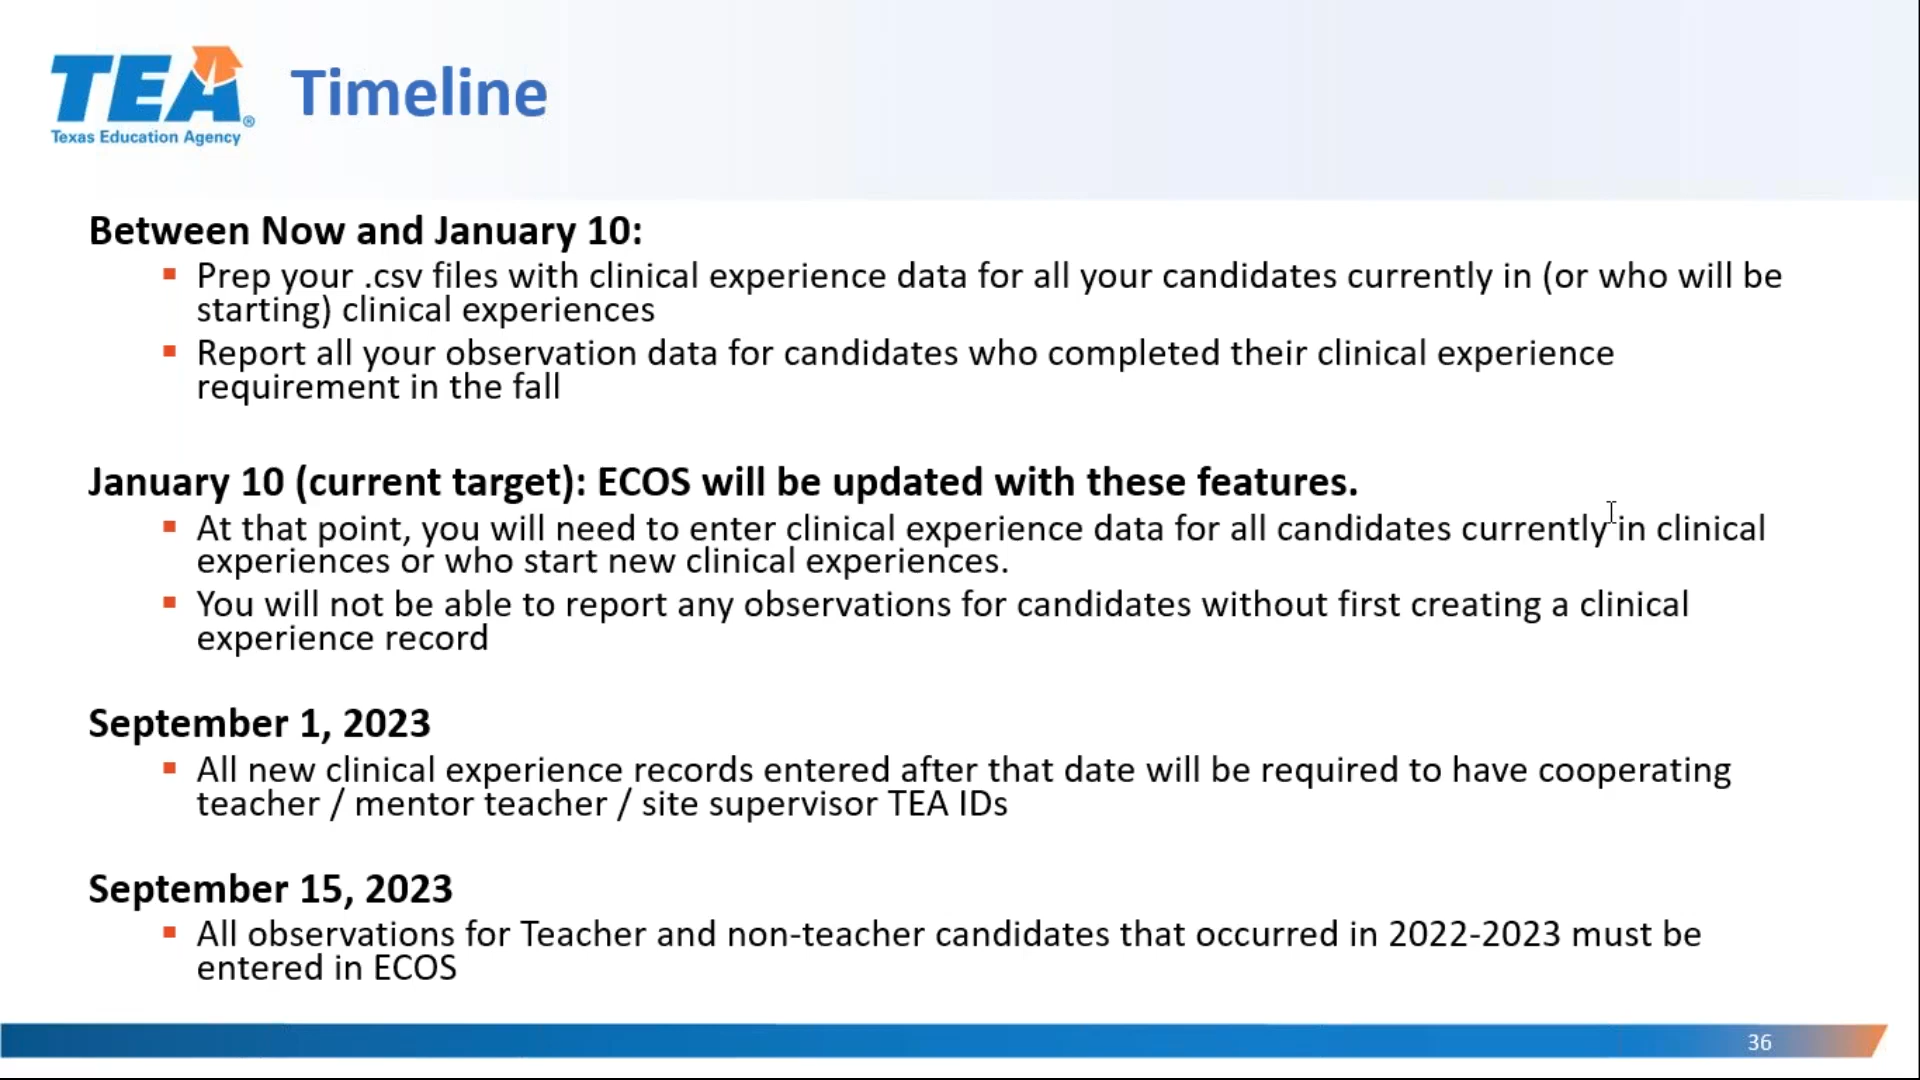 TEA®
Texas Education Agency
Timeline
Between Now and January 10:
▪ Prep your .csv files with clinical experience data for all your candidates currently in (or who will be
starting) clinical experiences
▪ Report all your observation data for candidates who completed their clinical experience
requirement in the fall
January 10 (current target): ECOS will be updated with these features.
▪ At that point, you will need to enter clinical experience data for all candidates currently in clinical
experiences or who start new clinical experiences.
▪ You will not be able to report any observations for candidates without first creating a clinical
experience record
September 1, 2023
▪ All new clinical experience records entered after that date will be required to have cooperating
teacher / mentor teacher / site supervisor TEA IDs
September 15, 2023
▪ All observations for Teacher and non-teacher candidates that occurred in 2022-2023 must be
entered in ECOS
36